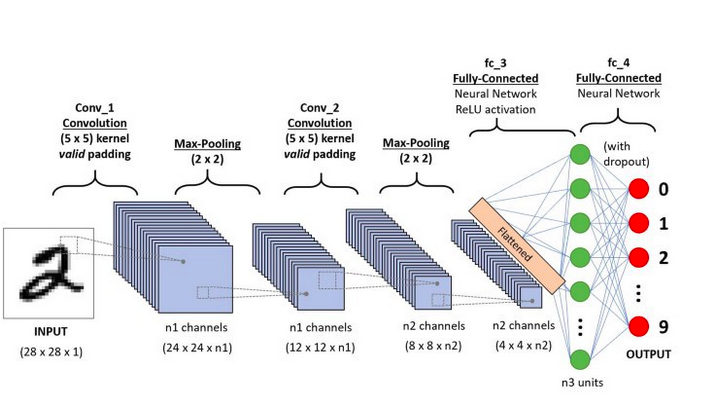 fc_3
Fully-Connected
Neural Network
ReLU activation
fc_4
Fully-Connected
Neural Network
Conv_1
Convolution
(5 x 5) kernel
valid padding
Max-Pooling
(2 x 2)
Conv_2
Convolution
(5 x 5) kernel
valid padding
Max-Pooling
(2 x 2)
(with
dropout)
2
Flattened
0
1
2
⋮
9
OUTPUT
⋮
INPUT
(28 x 28 x 1)
n1 channels
(24 x 24 x n1)
n1 channels
(12 x 12 x n1)
n2 channels
(8 x 8 x n2)
n2 channels
(4 x 4 x n2)
n3 units